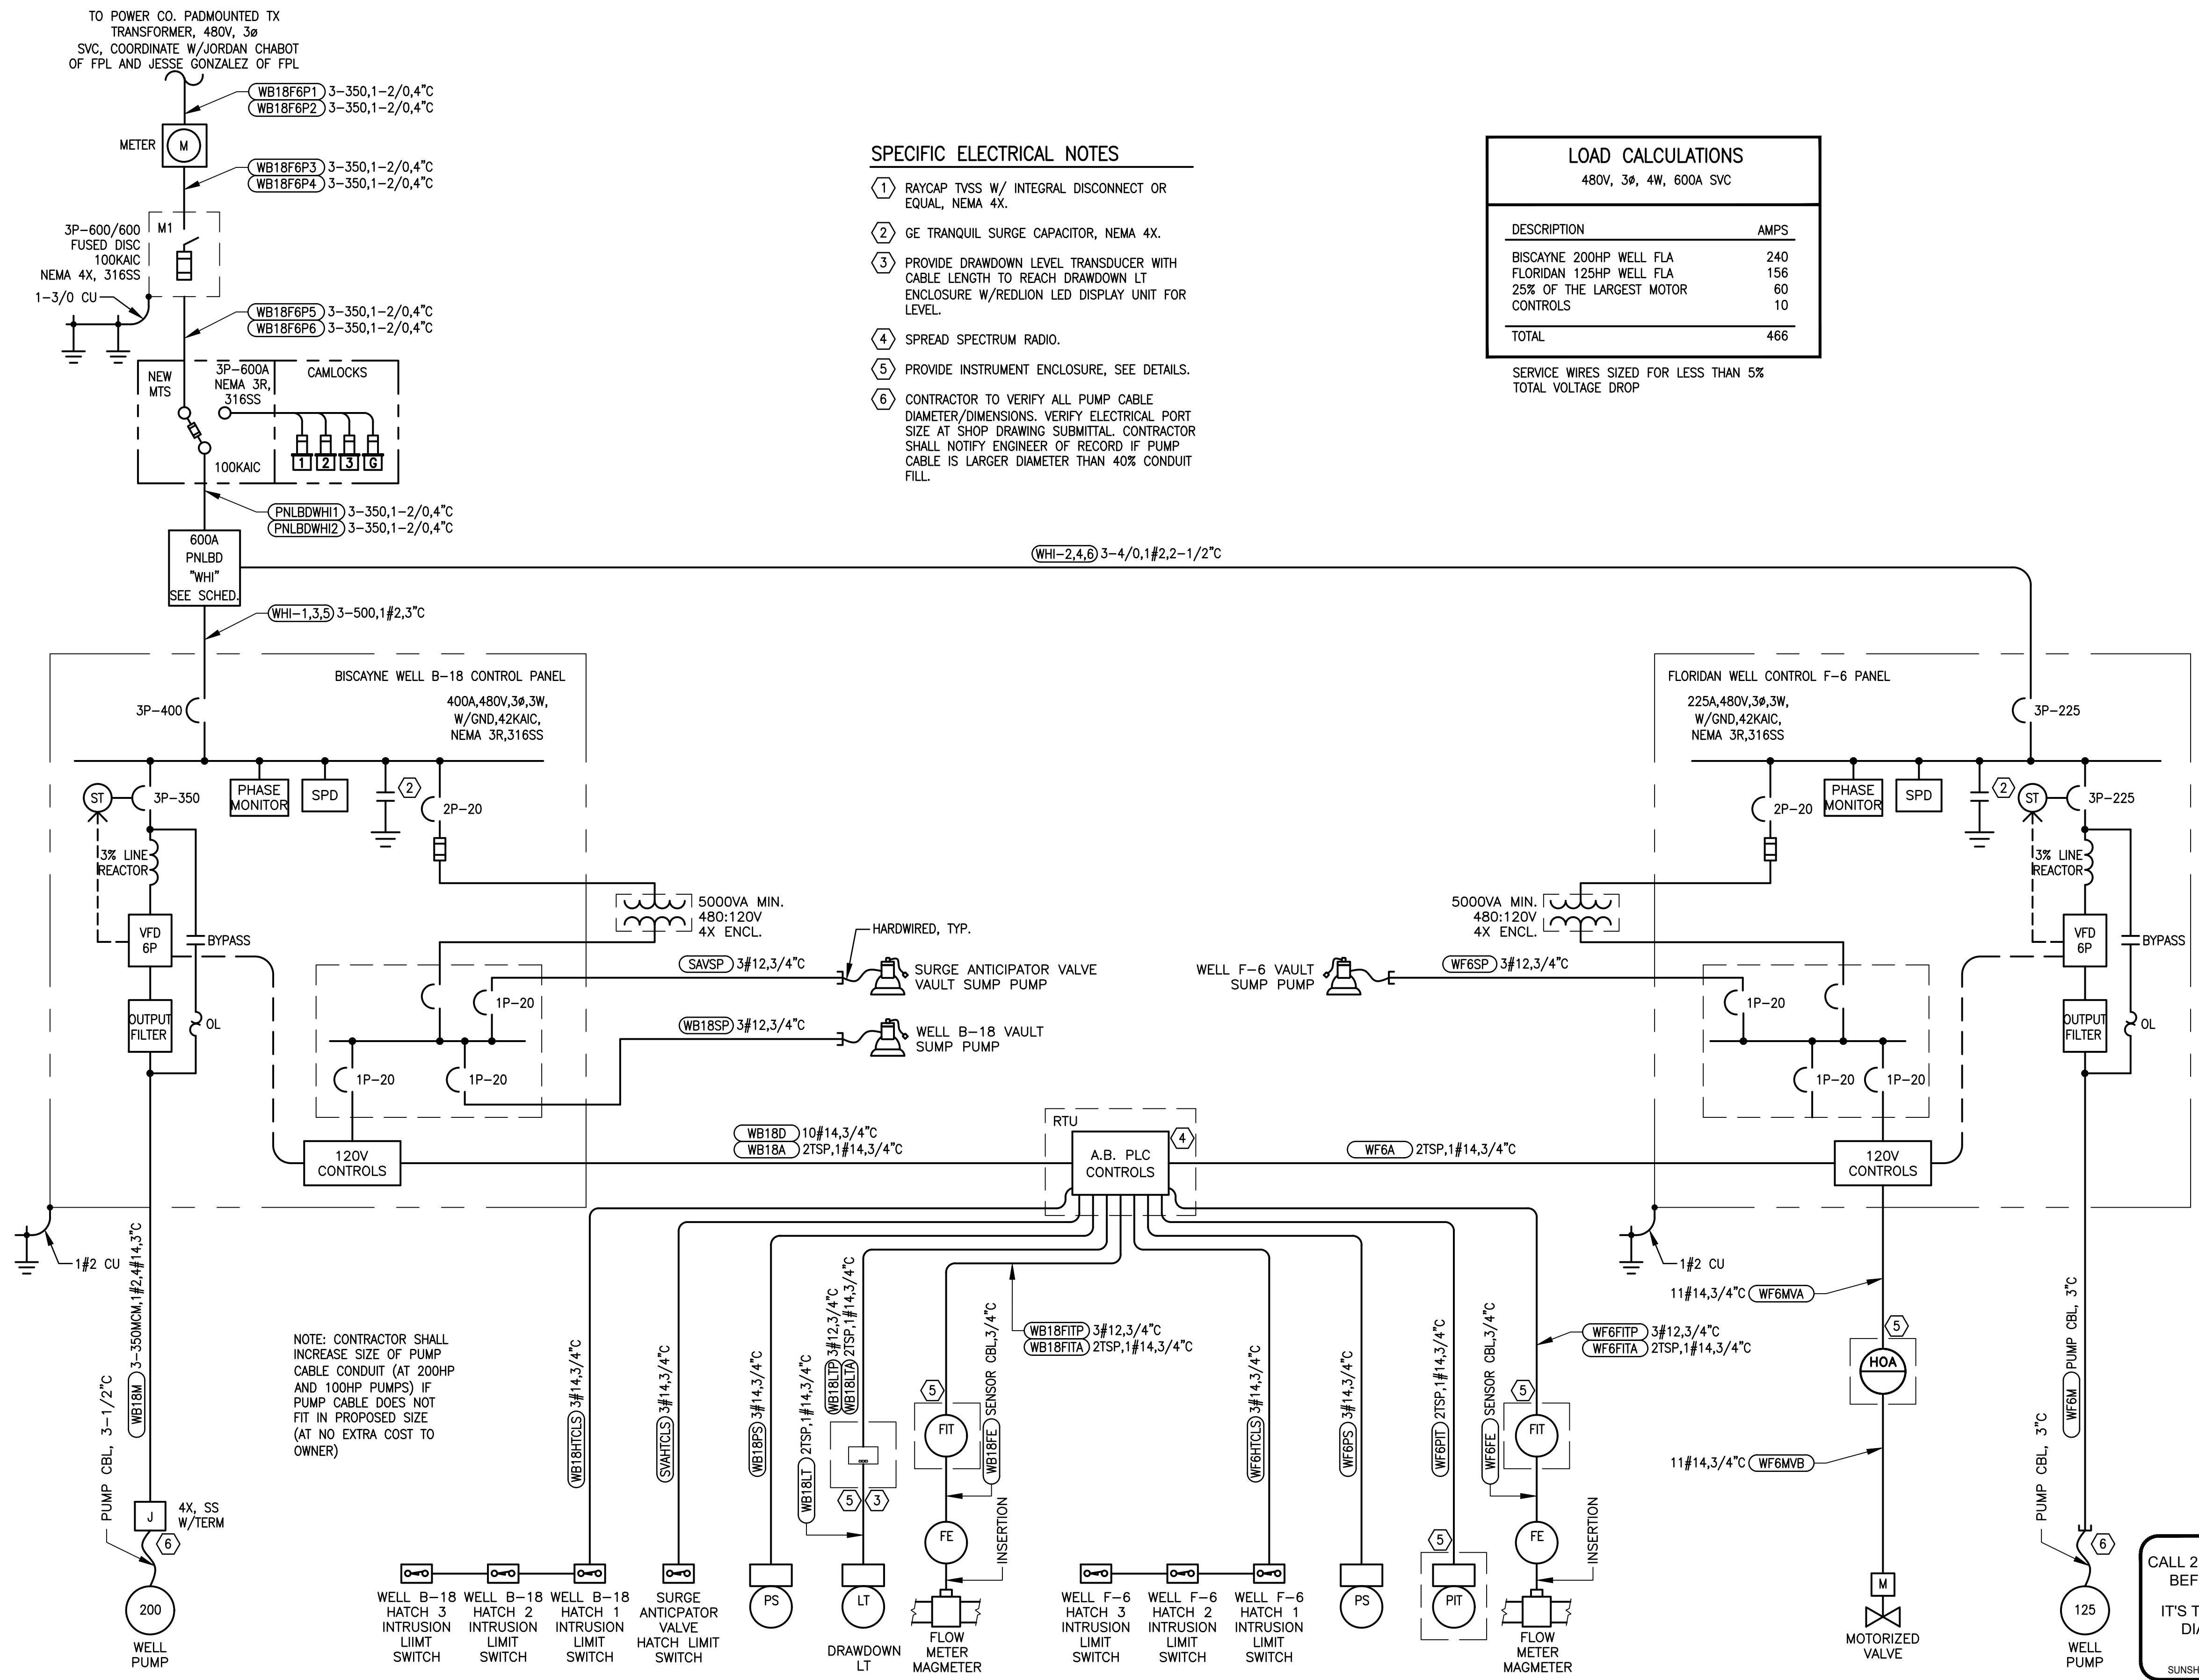 TO POWER CO. PADMOUNTED TX
TRANSFORMER, 480V, 3ø
SVC, COORDINATE W/JORDAN CHABOT
OF FPL AND JESSE GONZALEZ OF FPL
WB18F6P1 3-350,1-2/0,4"C
WB18F6P2 3-350,1-2/0,4"C
METER
M
WB18F6P3 3-350,1-2/0,4"C
WB18F6P4 3-350,1-2/0,4"C
3P-600/600
FUSED DISC
100KAIC
NEMA 4X, 316SS
M1
1-3/0 CU
WB18F6P5 3-350,1-2/0,4"C
WB18F6P6 3-350,1-2/0,4"C
NEW
MTS
3P-600A
NEMA 3R,
316SS
CAMLOCKS
1 2 3 G
100KAIC
PNLBDWHI1 3-350,1-2/0,4"C
PNLBDWHI2 3-350,1-2/0,4"C
600A
PNLBD
"WHI"
SEE SCHED.
WHI-1,3,5 3-500,1#2,3"C
WHI-2,4,6 3-4/0,1#2,2-1/2"C
SPECIFIC ELECTRICAL NOTES
1 RAYCAP TVSS W/ INTEGRAL DISCONNECT OR
EQUAL, NEMA 4X.
2 GE TRANQUIL SURGE CAPACITOR, NEMA 4X.
3 PROVIDE DRAWDOWN LEVEL TRANSDUCER WITH
CABLE LENGTH TO REACH DRAWDOWN LT
ENCLOSURE W/REDLION LED DISPLAY UNIT FOR
LEVEL.
4 SPREAD SPECTRUM RADIO.
5 PROVIDE INSTRUMENT ENCLOSURE, SEE DETAILS.
6 CONTRACTOR TO VERIFY ALL PUMP CABLE
DIAMETER/DIMENSIONS. VERIFY ELECTRICAL PORT
SIZE AT SHOP DRAWING SUBMITTAL. CONTRACTOR
SHALL NOTIFY ENGINEER OF RECORD IF PUMP
CABLE IS LARGER DIAMETER THAN 40% CONDUIT
FILL.
LOAD CALCULATIONS
480V, 3ø, 4W, 600A SVC
DESCRIPTION AMPS
BISCAYNE 200HP WELL FLA 240
FLORIDAN 125HP WELL FLA 156
25% OF THE LARGEST MOTOR 60
CONTROLS 10
TOTAL 466
SERVICE WIRES SIZED FOR LESS THAN 5%
TOTAL VOLTAGE DROP
BISCAYNE WELL B-18 CONTROL PANEL
400A,480V,3ø,3W,
W/GND,42KAIC,
NEMA 3R,316SS
3P-400
ST
3P-350
PHASE
MONITOR
SPD
2
2P-20
3% LINE
REACTOR
VFD
6P
BYPASS
OUTPUT
FILTER
OL
5000VA MIN.
480:120V
4X ENCL.
1P-20
1P-20
1P-20
120V
CONTROLS
HARDWIRED, TYP.
SAVSP 3#12,3/4"C
SURGE ANTICIPATOR VALVE
VAULT SUMP PUMP
WB18SP 3#12,3/4"C
WELL B-18 VAULT
SUMP PUMP
WB18D 10#14,3/4"C
WB18A 2TSP,1#14,3/4"C
RTU
A.B. PLC
CONTROLS
4
WF6A 2TSP,1#14,3/4"C
FLORIDAN WELL CONTROL F-6 PANEL
225A,480V,3ø,3W,
W/GND,42KAIC,
NEMA 3R,316SS
3P-225
2P-20
PHASE
MONITOR
SPD
2
ST
3P-225
3% LINE
REACTOR
VFD
6P
BYPASS
OUTPUT
FILTER
OL
5000VA MIN.
480:120V
4X ENCL.
WELL F-6 VAULT
SUMP PUMP
WF6SP 3#12,3/4"C
1P-20
1P-20
1P-20
120V
CONTROLS
1#2 CU
WB18M 3-350MCM,1#2,4#14,3"C
PUMP CBL, 3-1/2"C
NOTE: CONTRACTOR SHALL
INCREASE SIZE OF PUMP
CABLE CONDUIT (AT 200HP
AND 100HP PUMPS) IF
PUMP CABLE DOES NOT
FIT IN PROPOSED SIZE
(AT NO EXTRA COST TO
OWNER)
J
4X, SS
W/TERM
6
200
WELL
PUMP
WB18HTCLS 3#14,3/4"C
SVAHTCLS 3#14,3/4"C
WB18PS 3#14,3/4"C
WB18LT 2TSP,1#14,3/4"C
WB18LTP 3#12,3/4"C
WB18LTA 2TSP,1#14,3/4"C
5
3
5
FIT
WB18FE SENSOR CBL,3/4"C
FE
INSERTION
WB18FITP 3#12,3/4"C
WB18FITA 2TSP,1#14,3/4"C
WF6HTCLS 3#14,3/4"C
WF6PS 3#14,3/4"C
WF6PIT 2TSP,1#14,3/4"C
WF6FE SENSOR CBL,3/4"C
5
FIT
5
FE
INSERTION
WF6FITP 3#12,3/4"C
WF6FITA 2TSP,1#14,3/4"C
WELL B-18
HATCH 3
INTRUSION
LIIMT
SWITCH
WELL B-18
HATCH 2
INTRUSION
LIMIT
SWITCH
WELL B-18
HATCH 1
INTRUSION
LIMIT
SWITCH
SURGE
ANTICPATOR
VALVE
HATCH LIMIT
SWITCH
PS
LT
DRAWDOWN
LT
FLOW
METER
MAGMETER
WELL F-6
HATCH 3
INTRUSION
LIIMT
SWITCH
WELL F-6
HATCH 2
INTRUSION
LIMIT
SWITCH
WELL F-6
HATCH 1
INTRUSION
LIMIT
SWITCH
PS
PIT
FLOW
METER
MAGMETER
1#2 CU
11#14,3/4"C WF6MVA
5
HOA
11#14,3/4"C WF6MVB
M
MOTORIZED
VALVE
WF6M PUMP CBL, 3"C
PUMP CBL, 3"C
6
125
WELL
PUMP
CALL 2
BEF
IT'S T
DIA
SUNSH